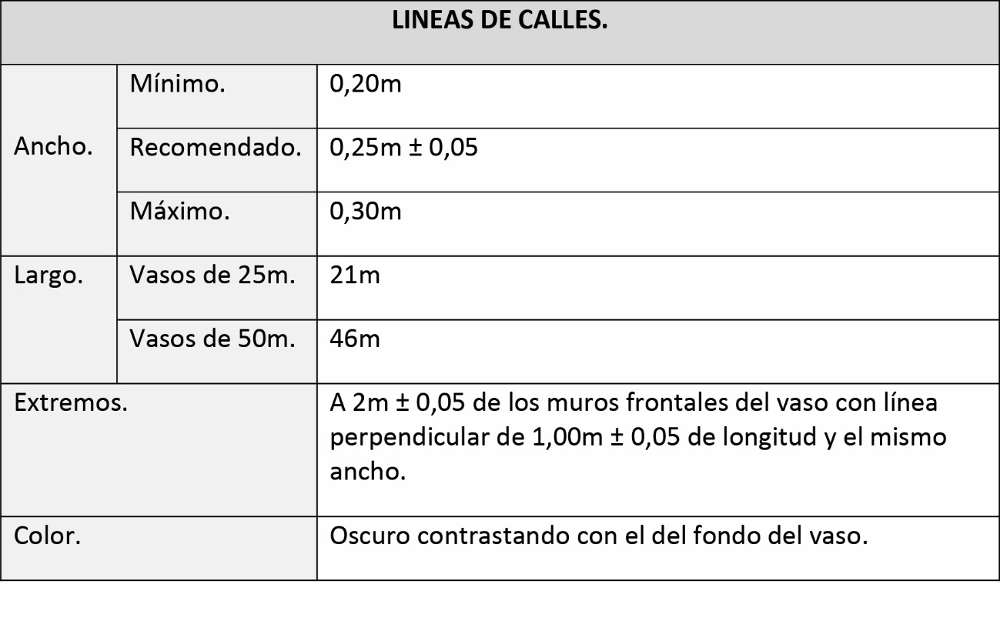 LINEAS DE CALLES.
Ancho.
Mínimo.
0,20m
Recomendado.
0,25m ± 0,05
Máximo.
0,30m
Largo.
Vasos de 25m.
21m
Vasos de 50m.
46m
Extremos.
A 2m ± 0,05 de los muros frontales del vaso con línea
perpendicular de 1,00m ± 0,05 de longitud y el mismo
ancho.
Color.
Oscuro contrastando con el del fondo del vaso.